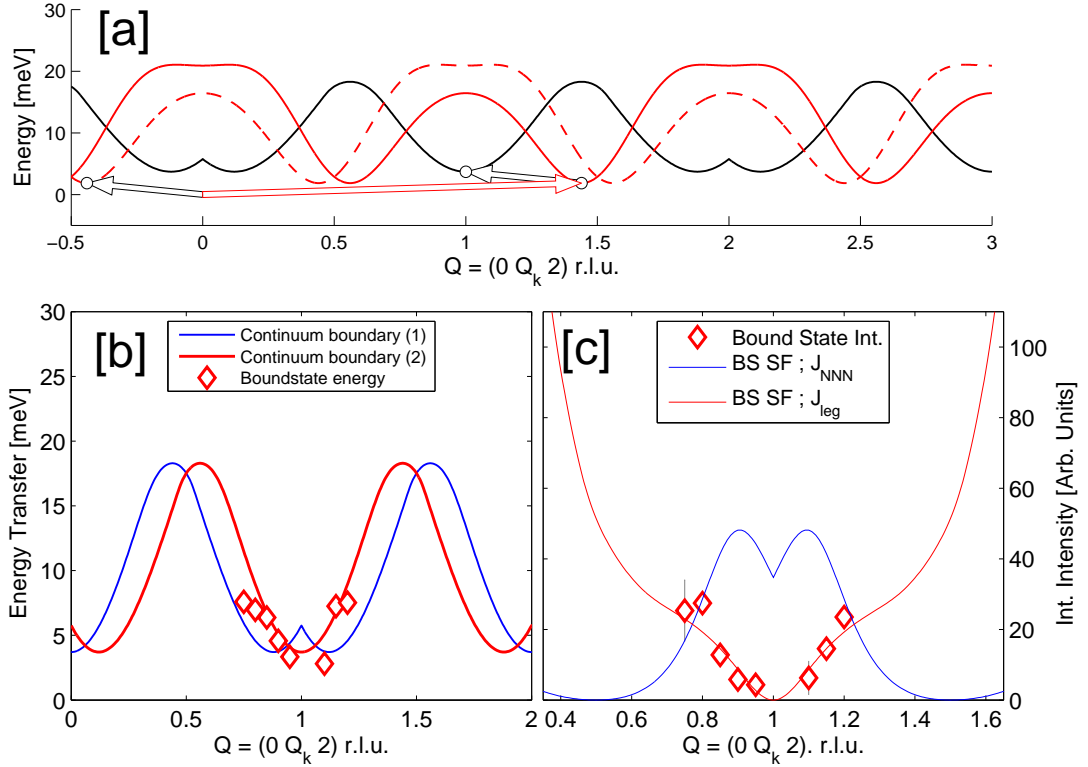 [a]
30
20
10
0
Energy [meV]
−0.5 0 0.5 1 1.5 2 2.5 3
Q = (0 Q_k 2) r.l.u.
[b]
Continuum boundary (1)
Continuum boundary (2)
Boundstate energy
30
25
20
15
10
5
0
Energy Transfer [meV]
0 0.5 1 1.5 2
Q = (0 Q_k 2) r.l.u.
[c]
Bound State Int.
BS SF ; J_NNN
BS SF ; J_leg
100
80
60
40
20
0
Int. Intensity [Arb. Units]
0.4 0.6 0.8 1 1.2 1.4 1.6
Q = (0 Q_k 2). r.l.u.